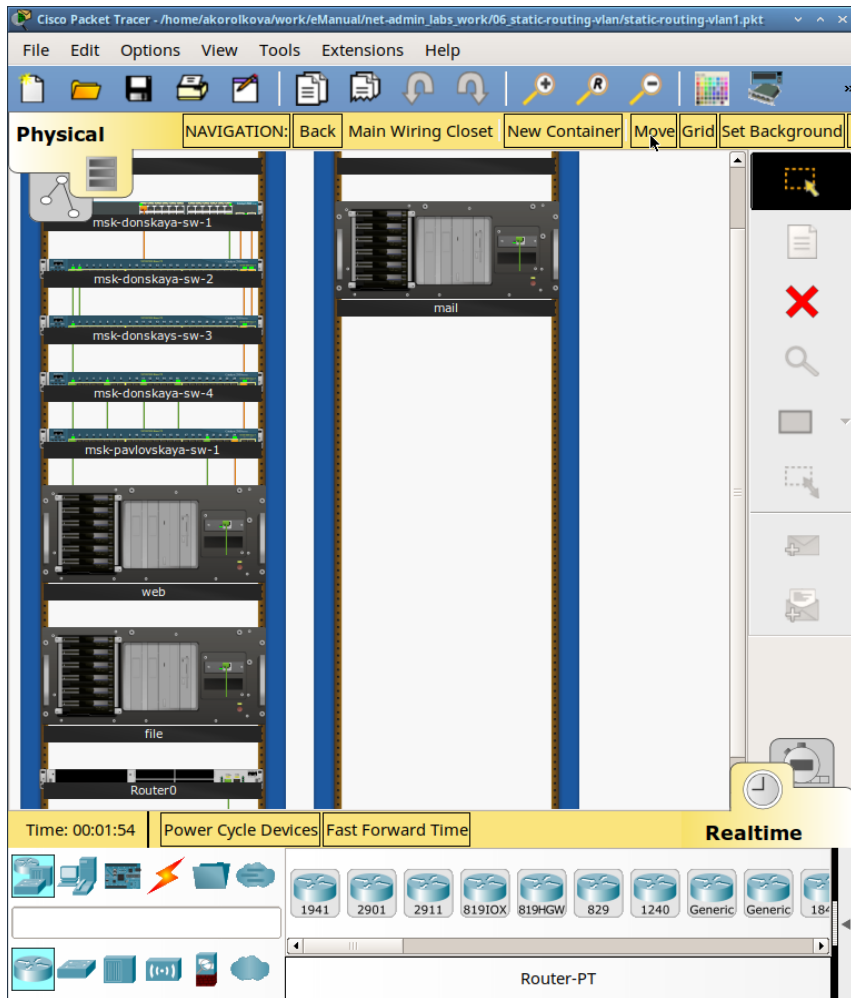 Cisco Packet Tracer - /home/akorolkova/work/eManual/net-admin_labs_work/06_static-routing-vlan/static-routing-vlan1.pkt
File Edit Options View Tools Extensions Help
Physical NAVIGATION: Back Main Wiring Closet New Container Move Grid Set Background
msk-donskaya-sw-1
msk-donskaya-sw-2
msk-donskays-sw-3
msk-donskaya-sw-4
msk-pavlovskaya-sw-1
web
file
Router0
mail
Time: 00:01:54 Power Cycle Devices Fast Forward Time Realtime
1941 2901 2911 819IOX 819HGW 829 1240 Generic Generic 184
Router-PT